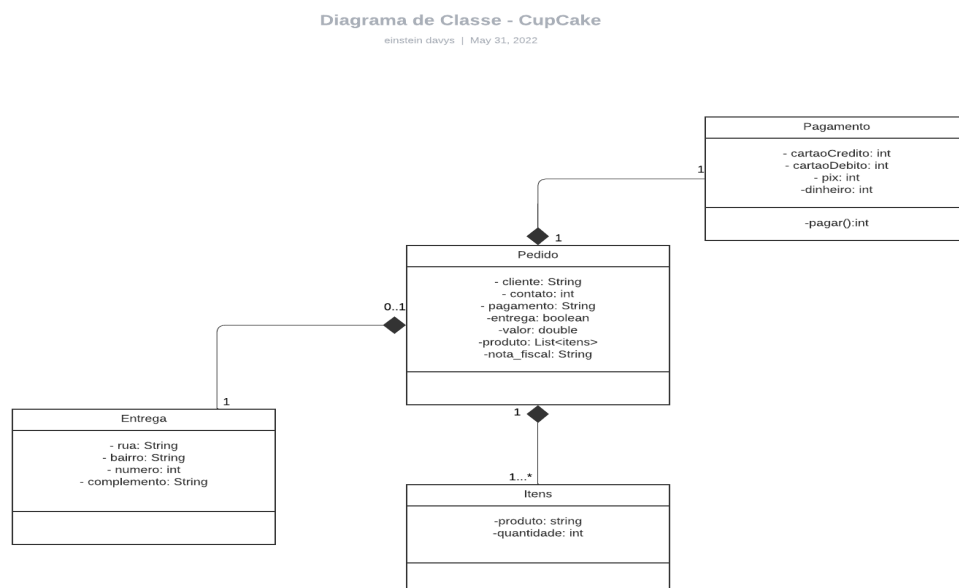 Diagrama de Classe - CupCake
einstein davys | May 31, 2022
Pagamento
- cartaoCredito: int
- cartaoDebito: int
- pix: int
-dinheiro: int
-pagar():int
1
1
Pedido
- cliente: String
- contato: int
- pagamento: String
-entrega: boolean
-valor: double
-produto: List<itens>
-nota_fiscal: String
0..1
1
Entrega
- rua: String
- bairro: String
- numero: int
- complemento: String
1
1...*
Itens
-produto: string
-quantidade: int